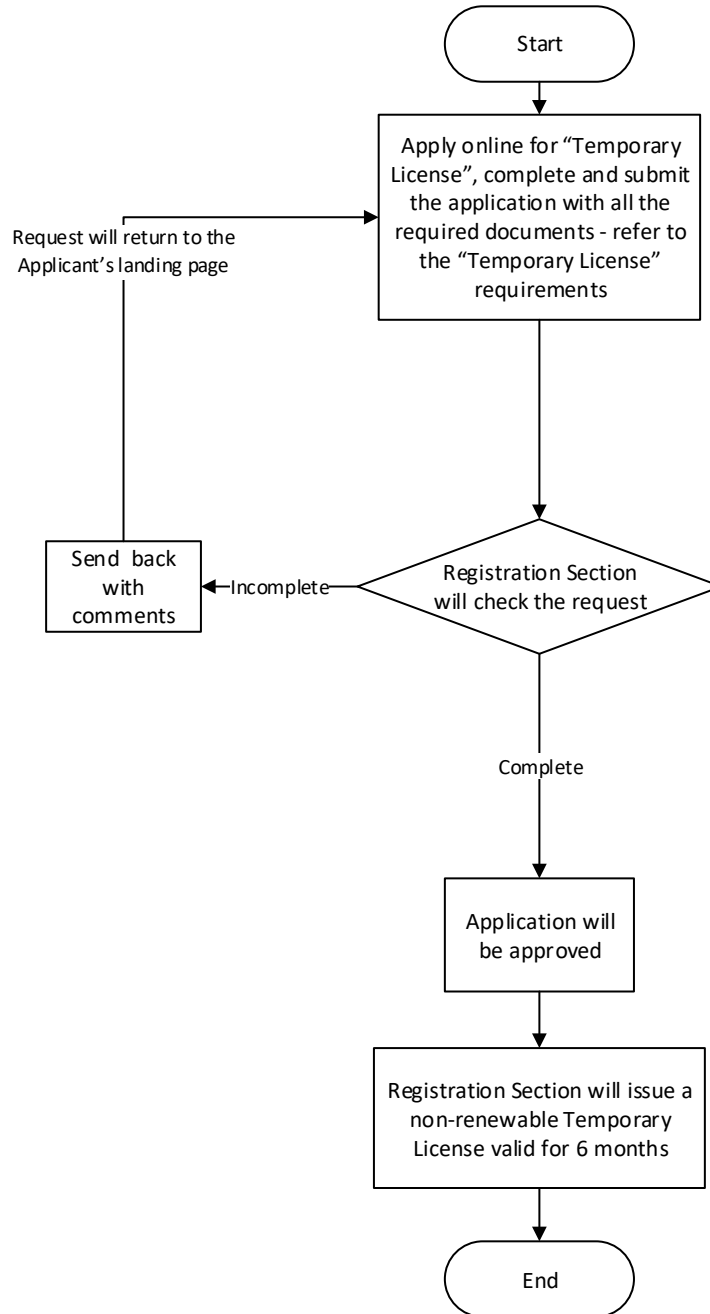 Start
Apply online for “Temporary
License”, complete and submit
the application with all the
required documents - refer to
the “Temporary License”
requirements
Request will return to the
Applicant’s landing page
Send  back
with
comments
Incomplete
Registration Section
will check the request
Complete
Application will
be approved
Registration Section will issue a
non-renewable Temporary
License valid for 6 months
End